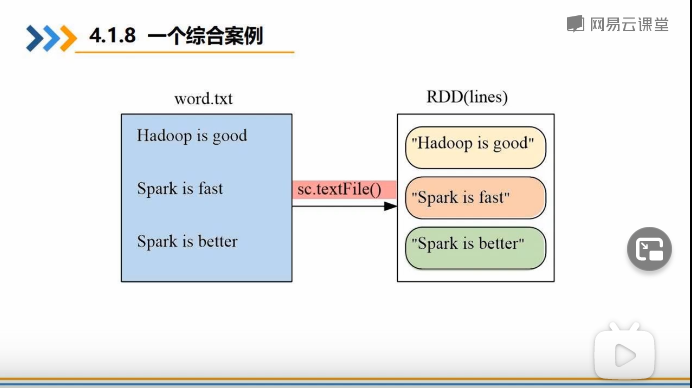 4.1.8 一个综合案例
网易云课堂
word.txt
RDD(lines)
Hadoop is good
Spark is fast
Spark is better
sc.textFile()
"Hadoop is good"
"Spark is fast"
"Spark is better"